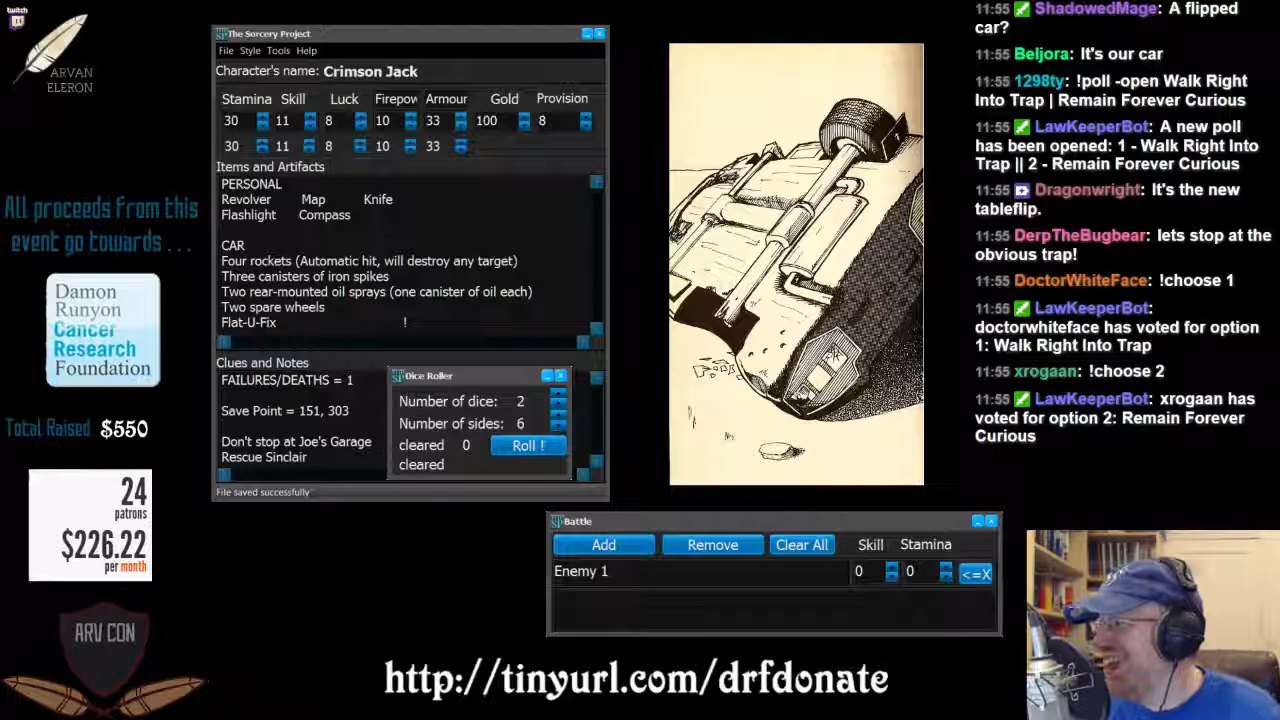 twitch
ARVAN
ELERON
All proceeds from this
event go towards . . .
Damon
Runyon
Cancer
Research
Foundation
Total Raised $550
24
patrons
$226.22
per month
ARV CON
The Sorcery Project
File Style Tools Help
Character's name: Crimson Jack
Stamina Skill Luck Firepow Armour Gold Provision
30 11 8 10 33 100 8
30 11 8 10 33
Items and Artifacts
PERSONAL
Revolver Map Knife
Flashlight Compass
CAR
Four rockets (Automatic hit, will destroy any target)
Three canisters of iron spikes
Two rear-mounted oil sprays (one canister of oil each)
Two spare wheels
Flat-U-Fix !
Clues and Notes
FAILURES/DEATHS = 1
Save Point = 151, 303
Don't stop at Joe's Garage
Rescue Sinclair
File saved successfully
Dice Roller
Number of dice: 2
Number of sides: 6
cleared 0 Roll !
cleared
Battle
Add Remove Clear All Skill Stamina
Enemy 1 0 0 <=X
http://tinyurl.com/drfdonate
11:55 ShadowedMage: A flipped
car?
11:55 Beljora: It's our car
11:55 1298ty: !poll -open Walk Right
Into Trap | Remain Forever Curious
11:55 LawKeeperBot: A new poll
has been opened: 1 - Walk Right Into
Trap || 2 - Remain Forever Curious
11:55 Dragonwright: It's the new
tableflip.
11:55 DerpTheBugbear: lets stop at the
obvious trap!
11:55 DoctorWhiteFace: !choose 1
11:55 LawKeeperBot:
doctorwhiteface has voted for option
1: Walk Right Into Trap
11:55 xrogaan: !choose 2
11:55 LawKeeperBot: xrogaan has
voted for option 2: Remain Forever
Curious